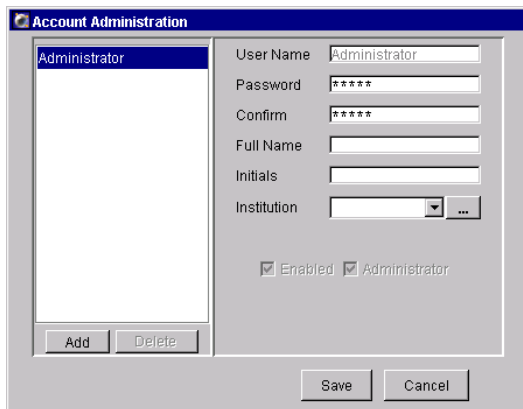 Account Administration
Administrator
User Name Administrator
Password *****
Confirm *****
Full Name
Initials
Institution ...
Enabled Administrator
Add Delete
Save Cancel